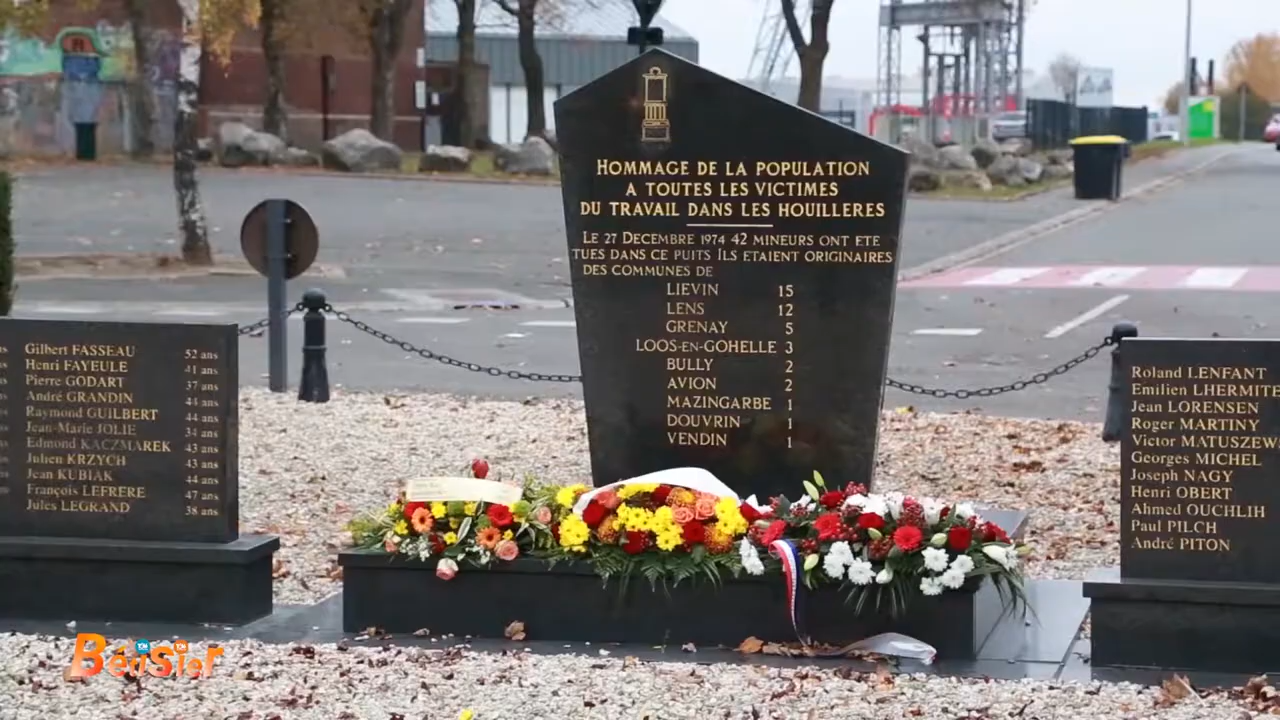 HOMMAGE DE LA POPULATION
A TOUTES LES VICTIMES
DU TRAVAIL DANS LES HOUILLERES
LE 27 DECEMBRE 1974 42 MINEURS ONT ETE
TUES DANS CE PUITS ILS ETAIENT ORIGINAIRES
DES COMMUNES DE
LIEVIN 15
LENS 12
GRENAY 5
LOOS-EN-GOHELLE 3
BULLY 2
AVION 2
MAZINGARBE 1
DOUVRIN 1
VENDIN 1
Gilbert FASSEAU 52 ans
Henri FAYEULE 41 ans
Pierre GODART 37 ans
André GRANDIN 44 ans
Raymond GUILBERT 44 ans
Jean-Marie JOLIE 34 ans
Edmond KACZMAREK 43 ans
Julien KRZYCH 43 ans
Jean KUBIAK 44 ans
François LEFRERE 47 ans
Jules LEGRAND 38 ans
Roland LENFANT
Emilien LHERMITE
Jean LORENSEN
Roger MARTINY
Victor MATUSZEW
Georges MICHEL
Joseph NAGY
Henri OBERT
Ahmed OUCHLIH
Paul PILCH
André PITON
BéuSier